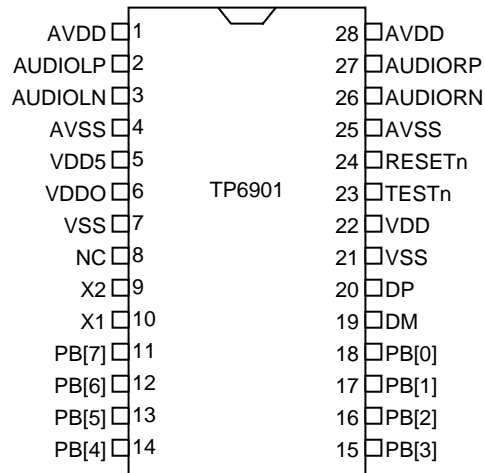 AVDD 1 28 AVDD
AUDIOLP 2 27 AUDIORP
AUDIOLN 3 26 AUDIORN
AVSS 4 25 AVSS
VDD5 5 24 RESETn
VDDO 6 TP6901 23 TESTn
VSS 7 22 VDD
NC 8 21 VSS
X2 9 20 DP
X1 10 19 DM
PB[7] 11 18 PB[0]
PB[6] 12 17 PB[1]
PB[5] 13 16 PB[2]
PB[4] 14 15 PB[3]